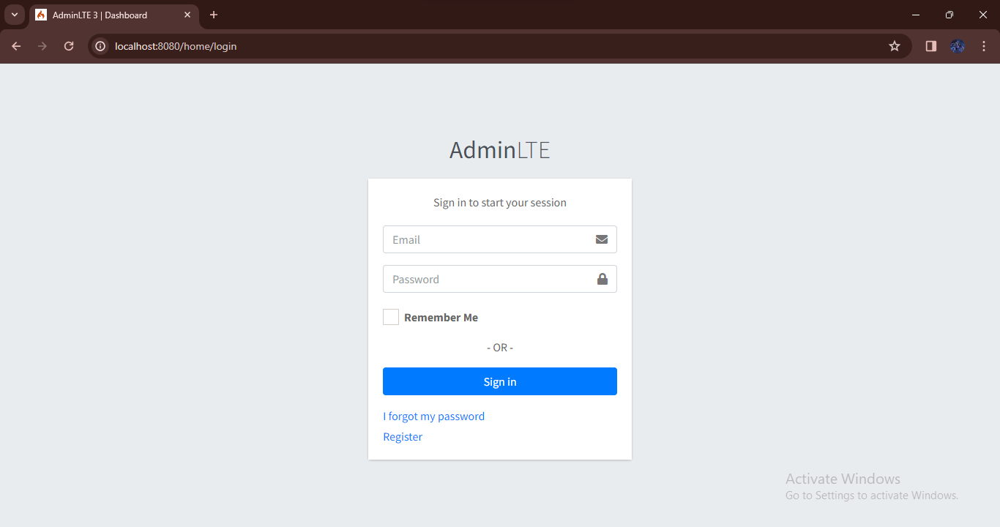 AdminLTE 3 | Dashboard
localhost:8080/home/login
AdminLTE
Sign in to start your session
Email
Password
Remember Me
- OR -
Sign in
I forgot my password
Register
Activate Windows
Go to Settings to activate Windows.